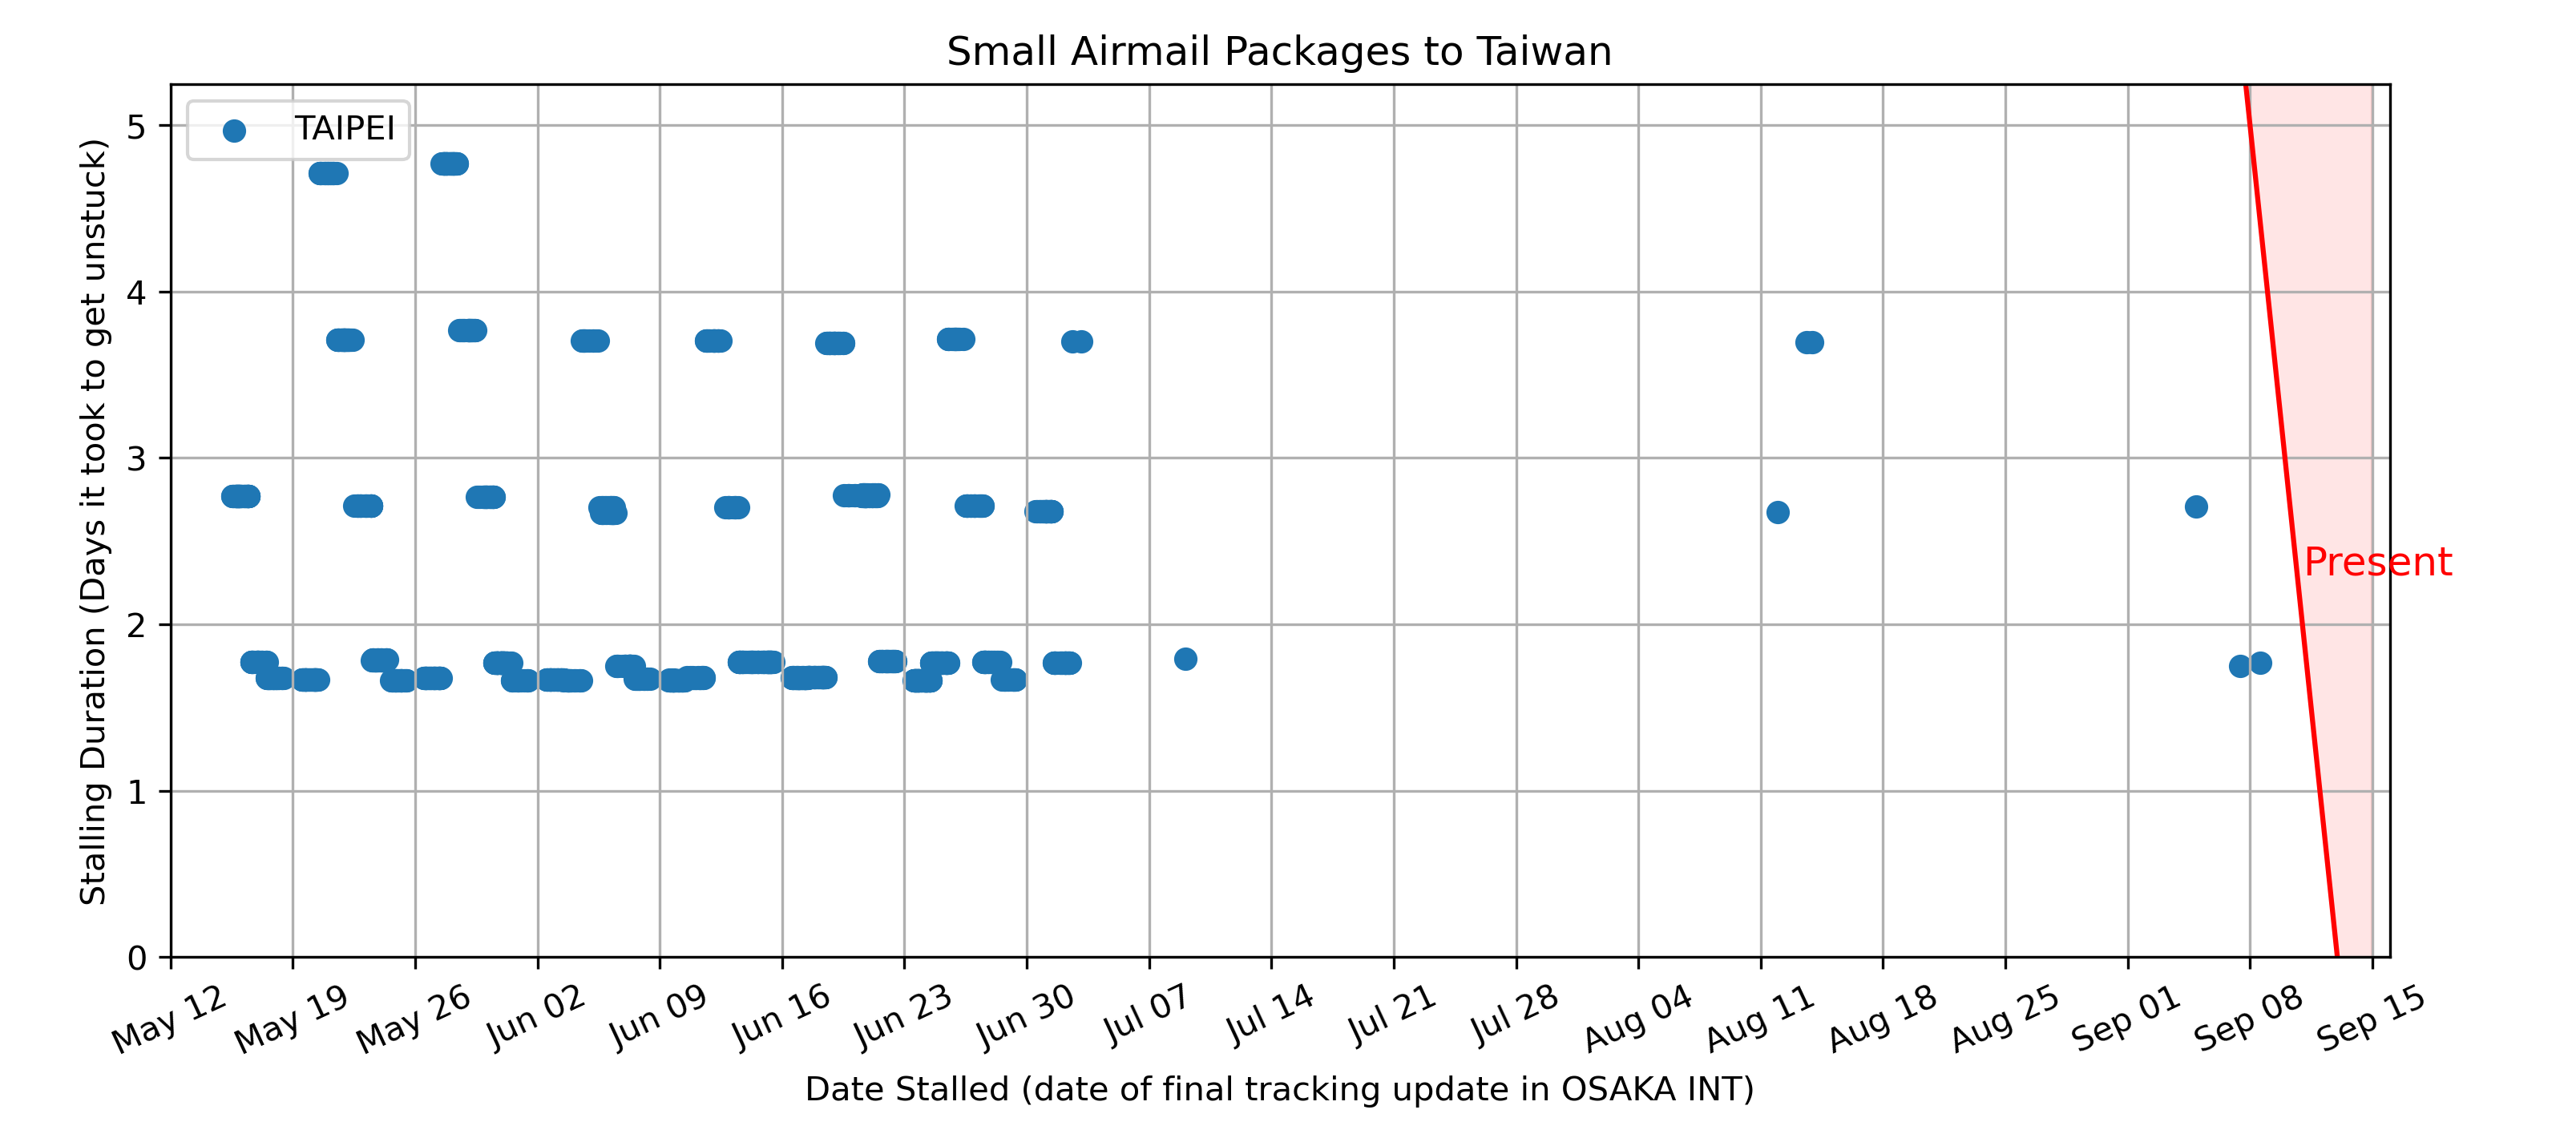 Small Airmail Packages to Taiwan
TAIPEI
5
4
3
2
1
0
Stalling Duration (Days it took to get unstuck)
Present
May 12
May 19
May 26
Jun 02
Jun 09
Jun 16
Jun 23
Jun 30
Jul 07
Jul 14
Jul 21
Jul 28
Aug 04
Aug 11
Aug 18
Aug 25
Sep 01
Sep 08
Sep 15
Date Stalled (date of final tracking update in OSAKA INT)